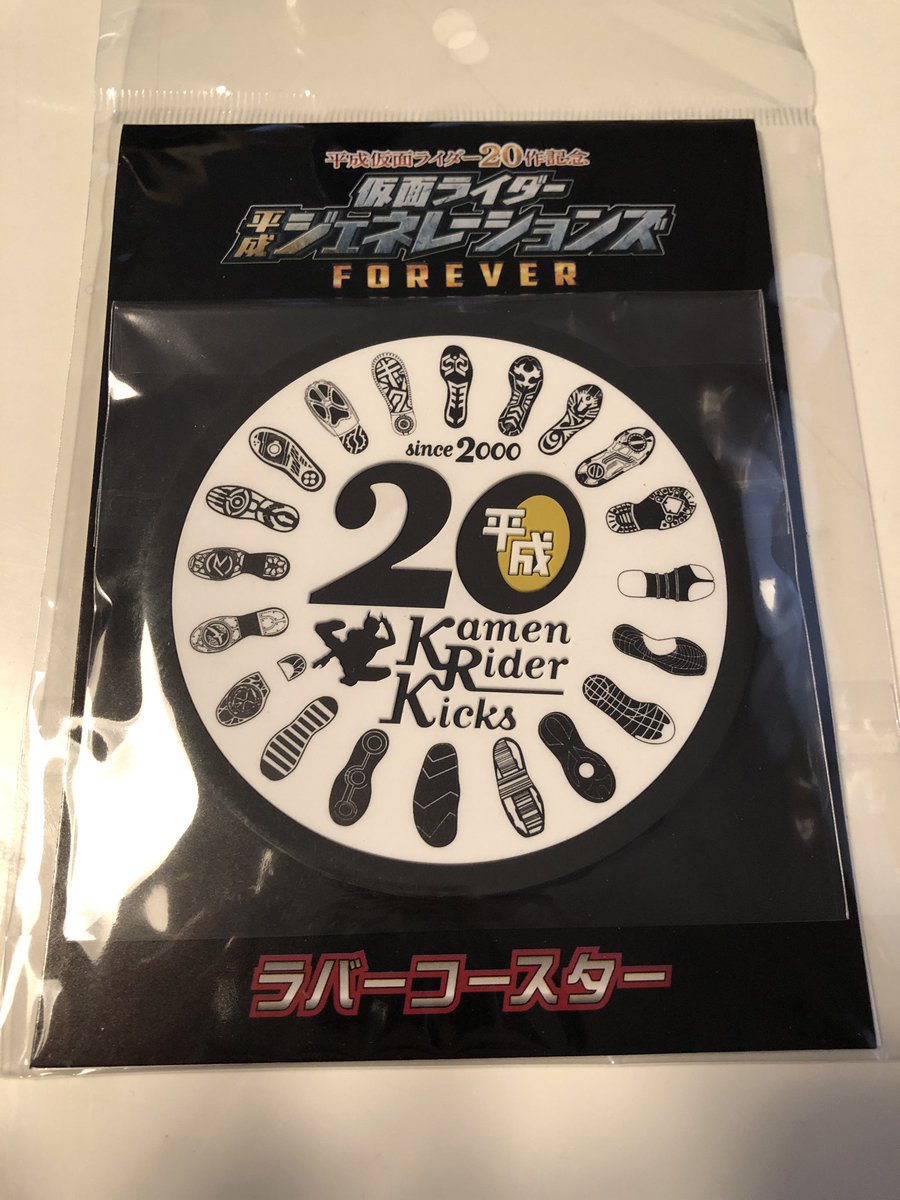 平成仮面ライダー20作記念
仮面ライダー
平成ジェネレーションズ
FOREVER
since 2000
20
平成
Kamen
Rider
Kicks
ラバーコースター